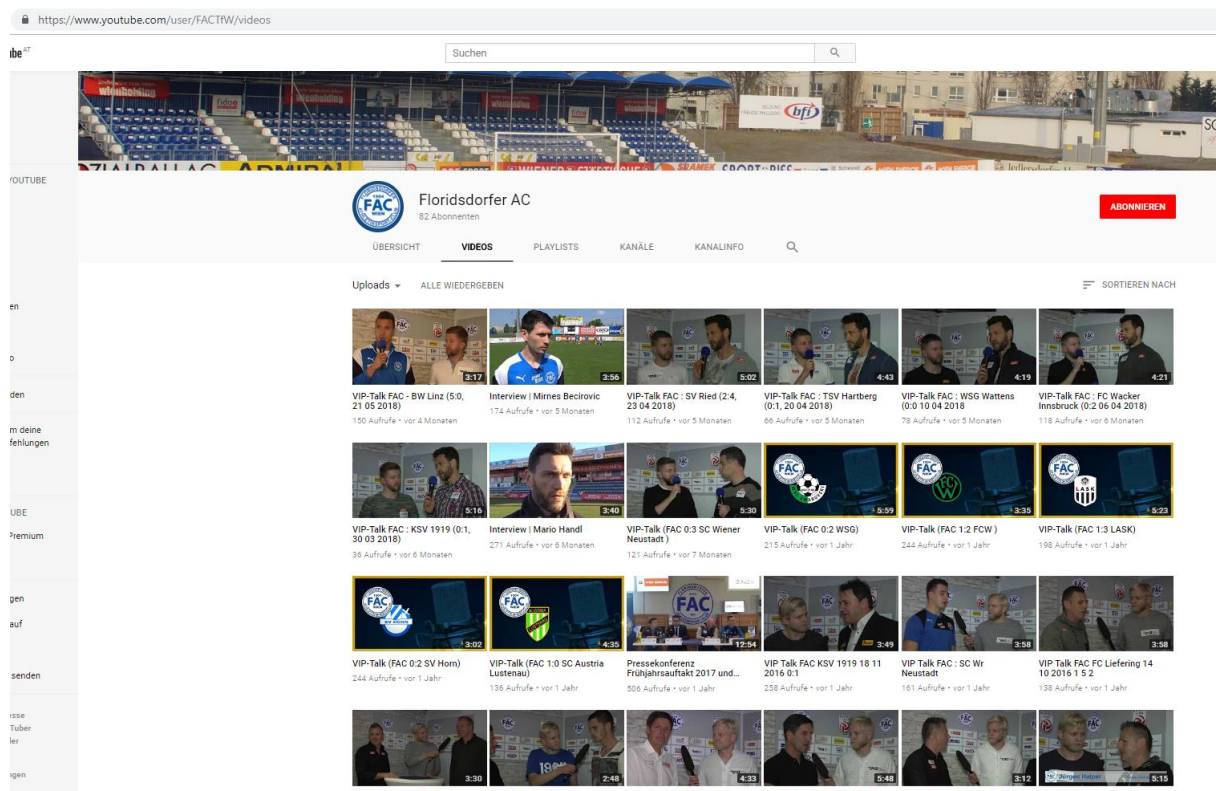 https://www.youtube.com/user/FACTfW/videos
AT
Suchen
wienholding
wienholding
fidoe
bfi
ADMIRAL
Floridsdorfer AC
82 Abonnenten
ABONNIEREN
ÜBERSICHT
VIDEOS
PLAYLISTS
KANÄLE
KANALINFO
Uploads
ALLE WIEDERGEBEN
SORTIEREN NACH
3:17
3:56
5:02
4:43
4:19
4:21
VIP-Talk FAC - BW Linz (5:0,
21 05 2018)
150 Aufrufe • vor 4 Monaten
Interview | Mirnes Becirovic
174 Aufrufe • vor 5 Monaten
VIP-Talk FAC : SV Ried (2:4,
23 04 2018)
112 Aufrufe • vor 5 Monaten
VIP-Talk FAC : TSV Hartberg
(0:1, 20 04 2018)
66 Aufrufe • vor 5 Monaten
VIP-Talk FAC : WSG Wattens
(0:0 10 04 2018
78 Aufrufe • vor 5 Monaten
VIP-Talk FAC : FC Wacker
Innsbruck (0:2 06 04 2018)
118 Aufrufe • vor 6 Monaten
5:16
3:40
5:30
5:59
3:35
5:23
VIP-Talk FAC : KSV 1919 (0:1,
30 03 2018)
36 Aufrufe • vor 6 Monaten
Interview | Mario Handl
271 Aufrufe • vor 6 Monaten
VIP-Talk (FAC 0:3 SC Wiener
Neustadt )
121 Aufrufe • vor 7 Monaten
VIP-Talk (FAC 0:2 WSG)
215 Aufrufe • vor 1 Jahr
VIP-Talk (FAC 1:2 FCW )
244 Aufrufe • vor 1 Jahr
VIP-Talk (FAC 1:3 LASK)
198 Aufrufe • vor 1 Jahr
3:02
4:35
12:54
3:49
3:58
3:58
VIP-Talk (FAC 0:2 SV Horn)
244 Aufrufe • vor 1 Jahr
VIP-Talk (FAC 1:0 SC Austria
Lustenau)
136 Aufrufe • vor 1 Jahr
Pressekonferenz
Frühjahrsauftakt 2017 und...
506 Aufrufe • vor 1 Jahr
VIP Talk FAC KSV 1919 18 11
2016 0:1
258 Aufrufe • vor 1 Jahr
VIP Talk FAC : SC Wr
Neustadt
161 Aufrufe • vor 1 Jahr
VIP Talk FAC FC Liefering 14
10 2016 1 5 2
138 Aufrufe • vor 1 Jahr
3:30
2:48
4:33
5:48
3:12
5:15